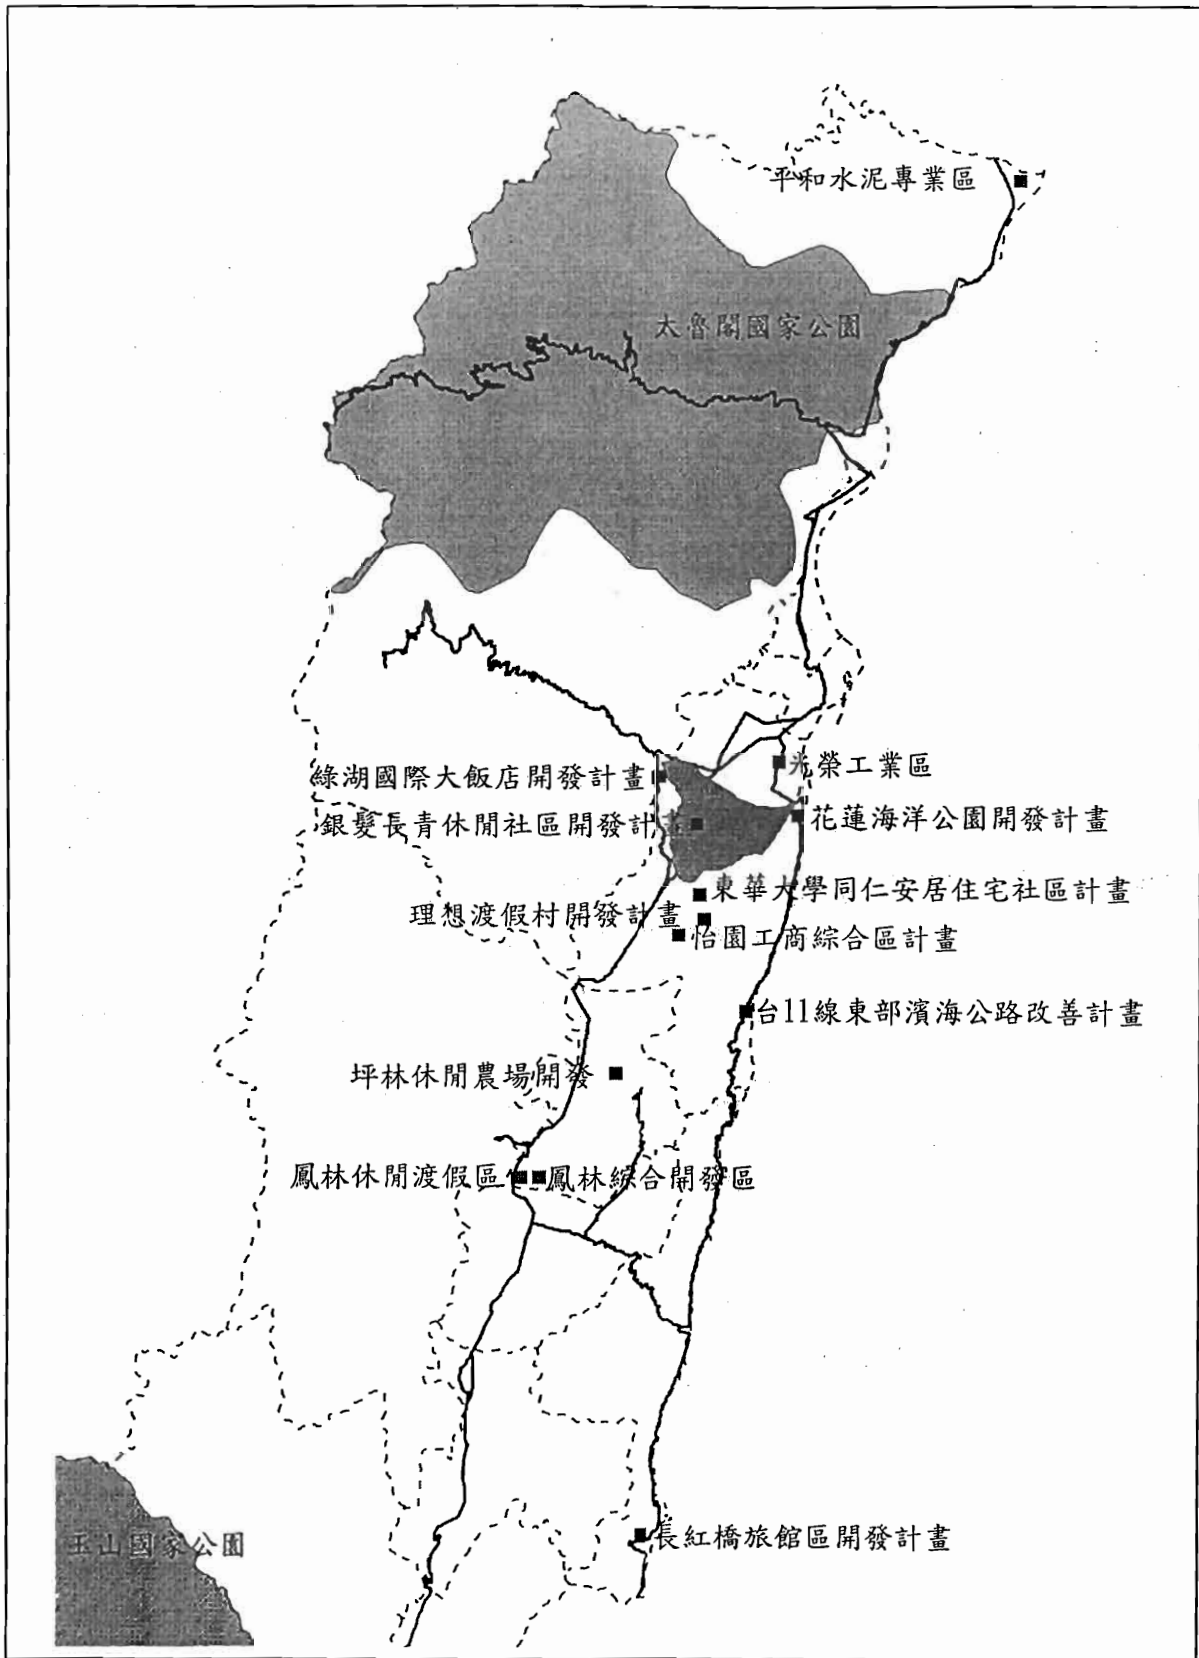 平和水泥專業區
太魯閣國家公園
光榮工業區
綠湖國際大飯店開發計畫
銀髮長青休閒社區開發計畫
花蓮海洋公園開發計畫
東華大學同仁安居住宅社區計畫
理想渡假村開發計畫
怡園工商綜合區計畫
台11線東部濱海公路改善計畫
坪林休閒農場開發
鳳林休閒渡假區
鳳林綜合開發區
長紅橋旅館區開發計畫
玉山國家公園